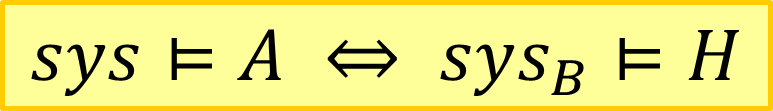 sys ⊨ A ⇔ sys_B ⊨ H